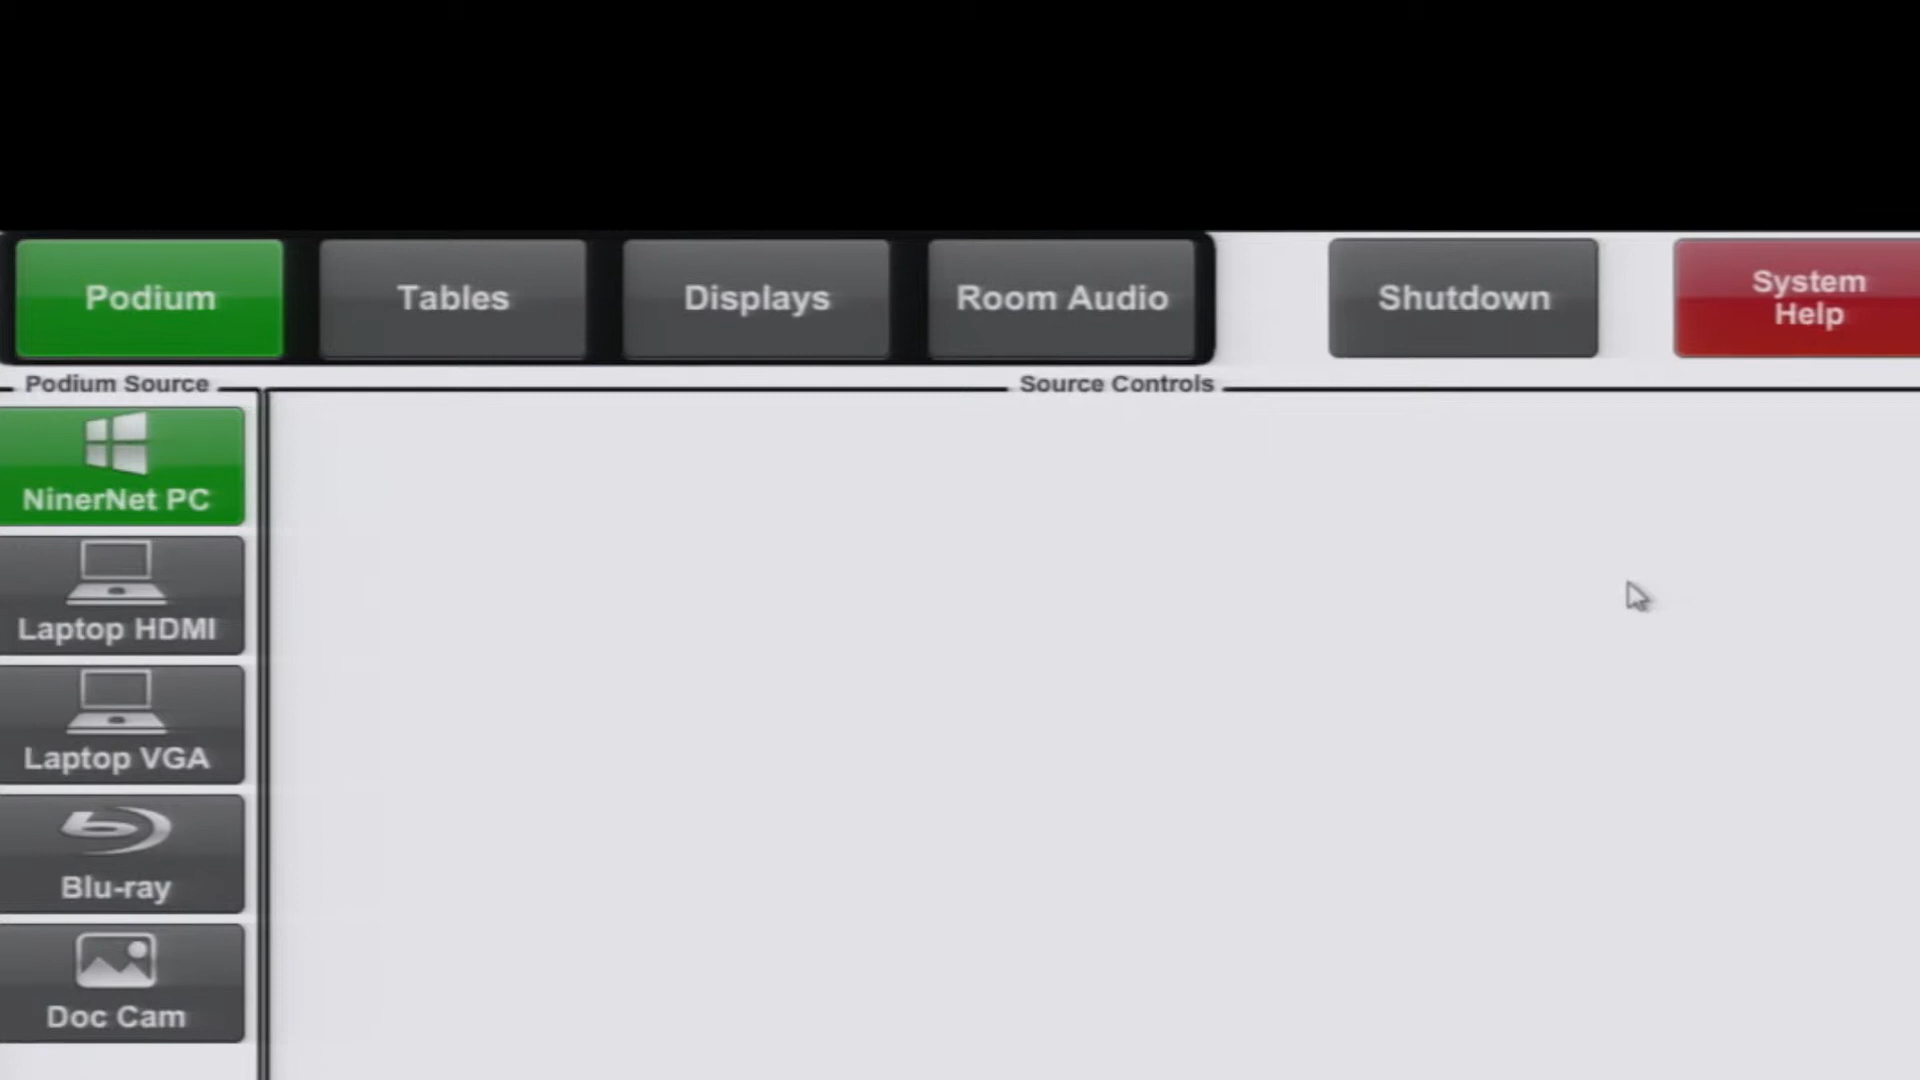 Podium
Tables
Displays
Room Audio
Shutdown
System
Help
Podium Source
Source Controls
NinerNet PC
Laptop HDMI
Laptop VGA
Blu-ray
Doc Cam